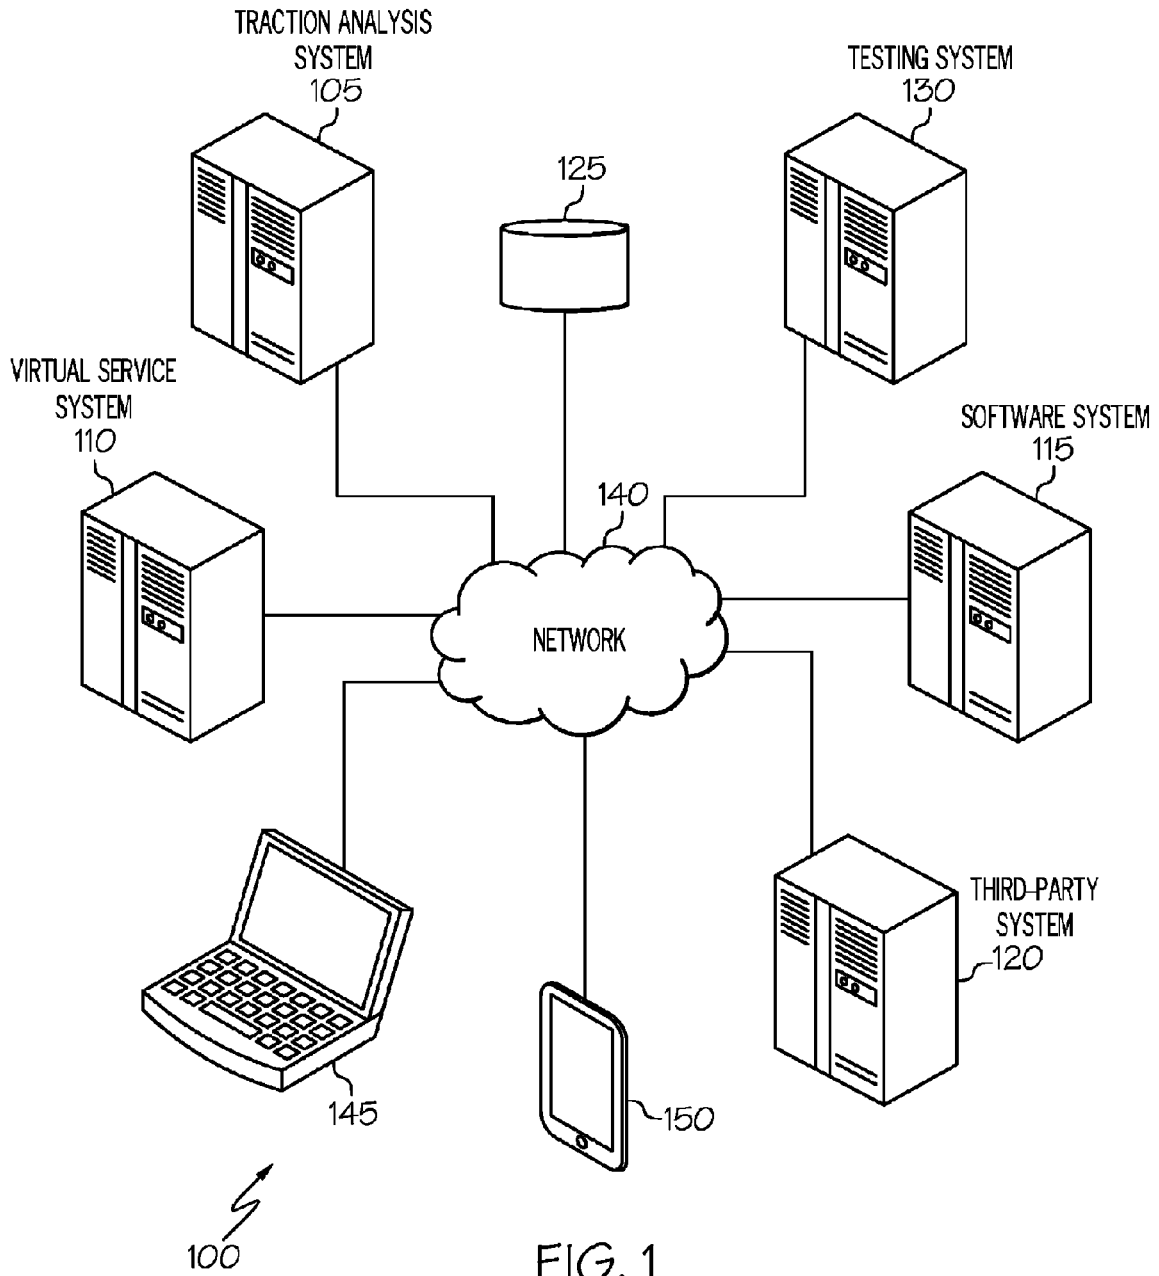 TRACTION ANALYSIS
SYSTEM
105
TESTING SYSTEM
130
125
VIRTUAL SERVICE
SYSTEM
110
SOFTWARE SYSTEM
115
140
NETWORK
THIRD-PARTY
SYSTEM
120
145
150
100
FIG. 1